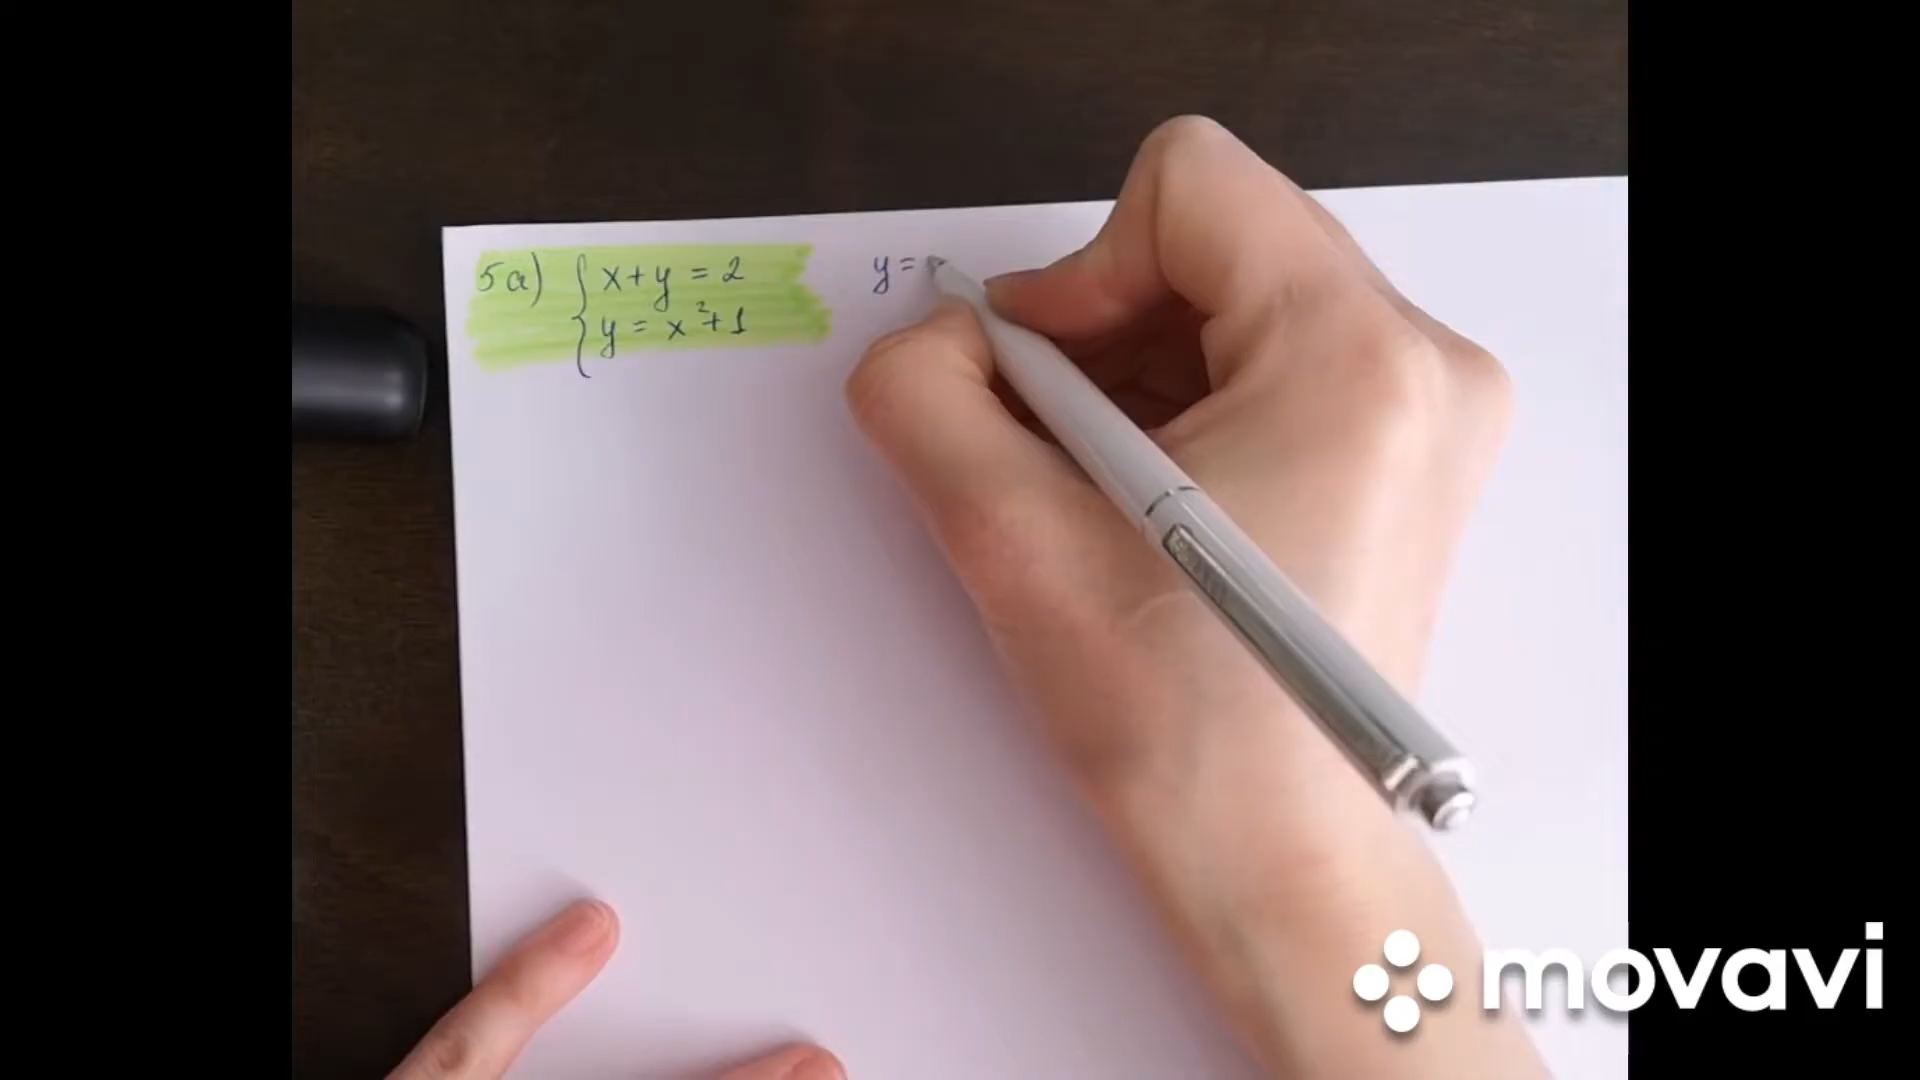 5a) { x+y = 2
y = x²+1
y =
movavi